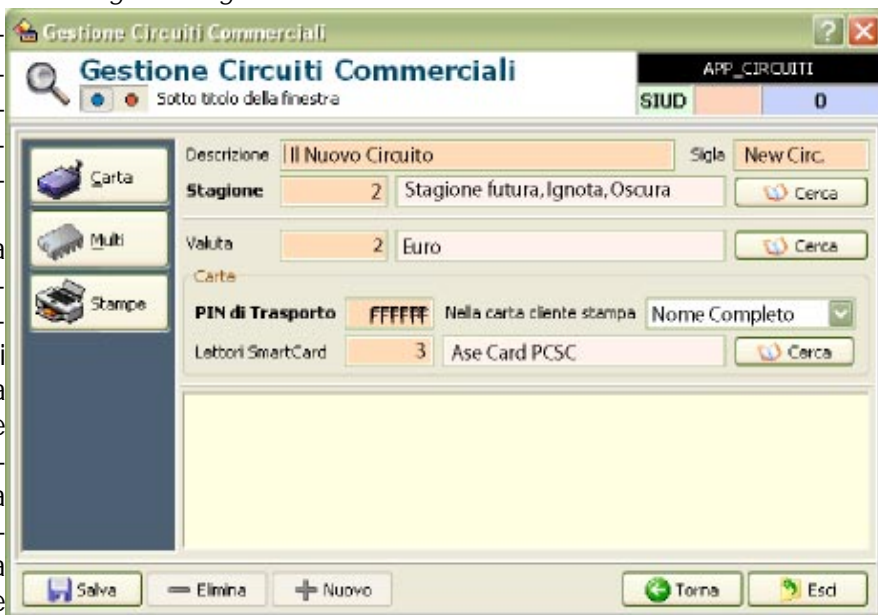 Gestione Circuiti Commerciali
Gestione Circuiti Commerciali
Sotto titolo della finestra
APP_CIRCUITI
SIUD 0
Carta
Multi
Stampe
Descrizione Il Nuovo Circuito Sigla New Circ.
Stagione 2 Stagione futura, Ignota, Oscura Cerca
Valuta 2 Euro Cerca
Carta
PIN di Trasporto FFFFFF Nella carta cliente stampa Nome Completo
Lettori SmartCard 3 Ase Card PCSC Cerca
Salva Elimina Nuovo Torna Esci